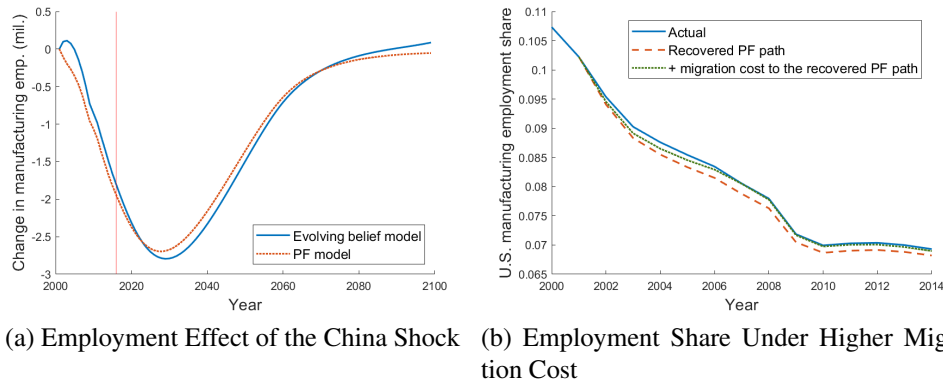 Change in manufacturing emp. (mil.)
0.5
0
-0.5
-1
-1.5
-2
-2.5
-3
2000 2020 2040 2060 2080 2100
Year
Evolving belief model
PF model
(a) Employment Effect of the China Shock
U.S. manufacturing employment share
0.11
0.105
0.1
0.095
0.09
0.085
0.08
0.075
0.07
0.065
2000 2002 2004 2006 2008 2010 2012 2014
Year
Actual
Recovered PF path
+ migration cost to the recovered PF path
(b) Employment Share Under Higher Mig
tion Cost